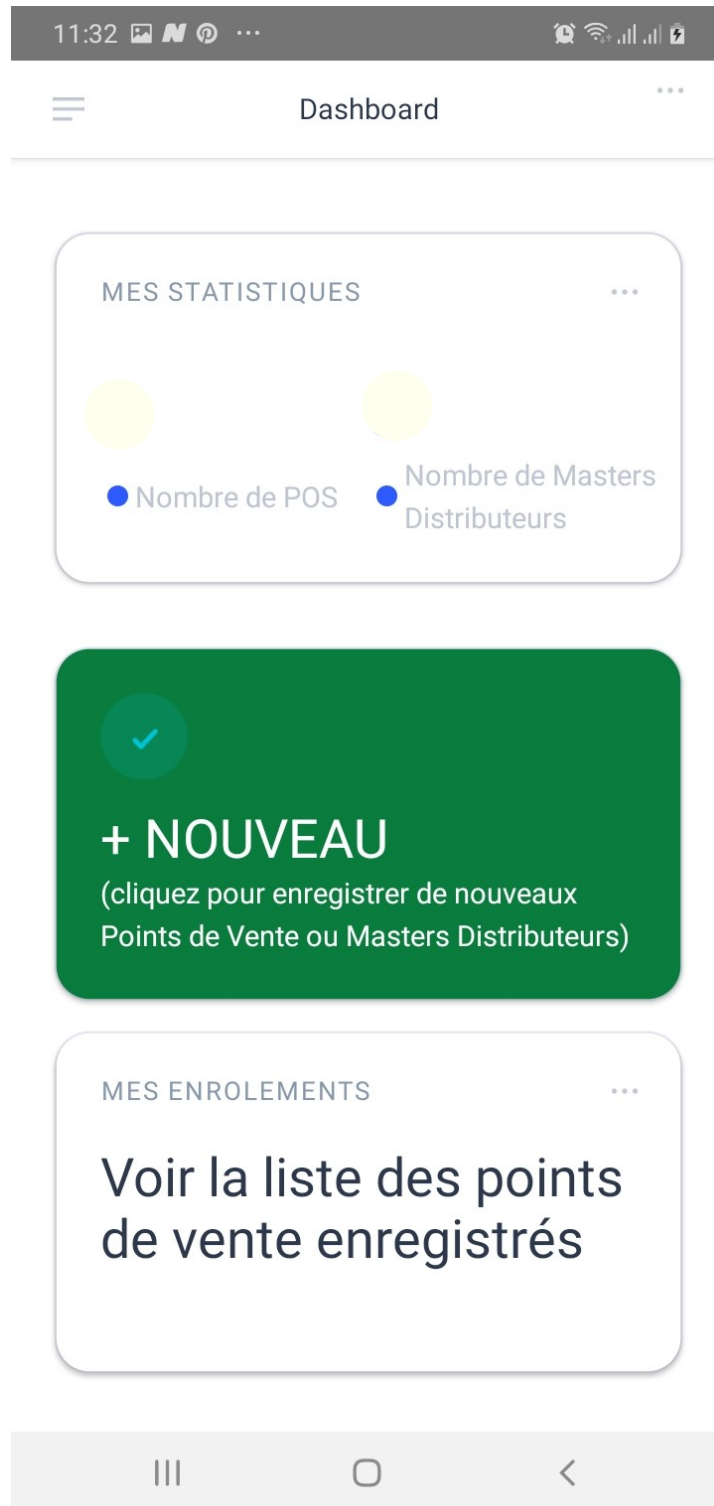 11:32
Dashboard
MES STATISTIQUES
Nombre de POS
Nombre de Masters
Distributeurs
+ NOUVEAU
(cliquez pour enregistrer de nouveaux
Points de Vente ou Masters Distributeurs)
MES ENROLEMENTS
Voir la liste des points
de vente enregistrés